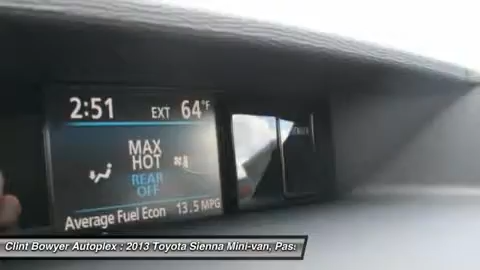 2:51 EXT 64°F
MAX
HOT
REAR
OFF
Average Fuel Econ 13.5 MPG
Clint Bowyer Autoplex : 2013 Toyota Sienna Mini-van, Pas: